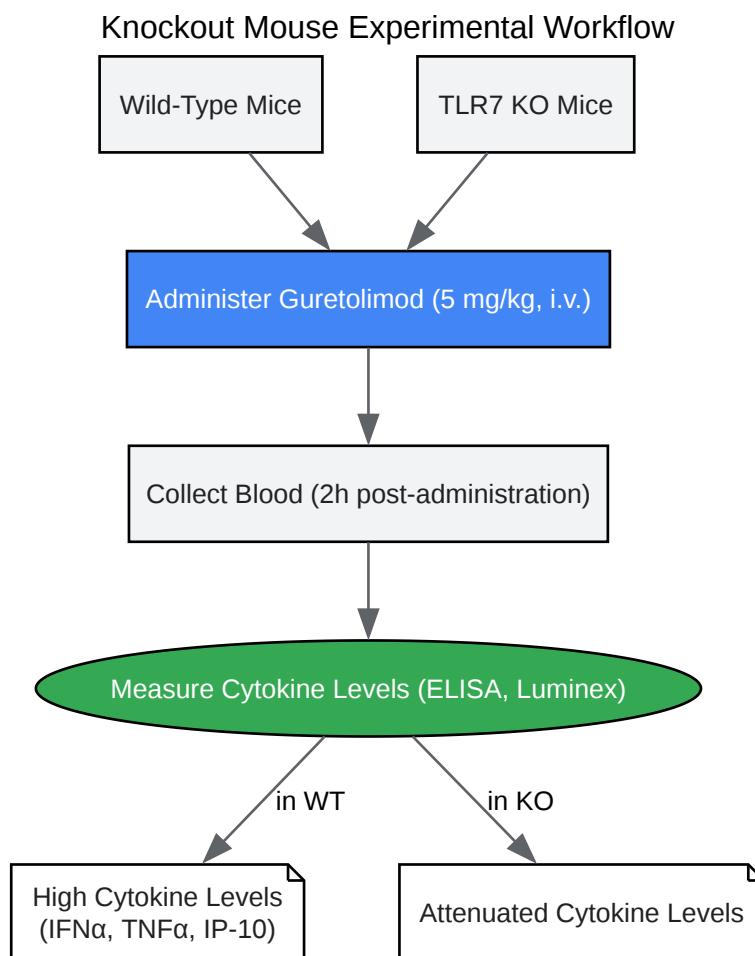 Knockout Mouse Experimental Workflow
Wild-Type Mice
TLR7 KO Mice
Administer Guretolimod (5 mg/kg, i.v.)
Collect Blood (2h post-administration)
Measure Cytokine Levels (ELISA, Luminex)
in WT
in KO
High Cytokine Levels
(IFNα, TNFα, IP-10)
Attenuated Cytokine Levels